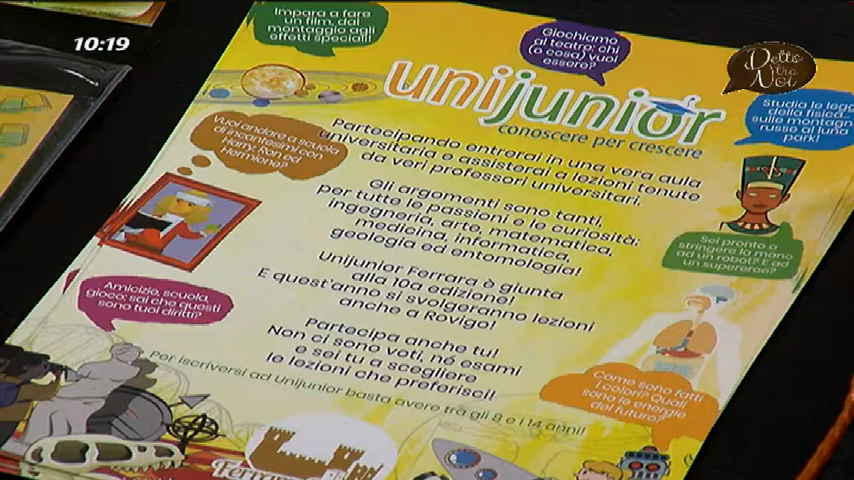 10:19
Detto
tra
Noi
Impara a fare
un film, dal
montaggio agli
effetti speciali!
Giochiamo
al teatro: chi
(o cosa) vuoi
essere?
Studia le leggi
della fisica...
sulle montagne
russe al luna
park!
unijunior
conoscere per crescere
Vuoi andare a scuola
di incantesimi con
Harry, Ron ed
Hermione?
Partecipando entrerai in una vera aula
universitaria e assisterai a lezioni tenute
da veri professori universitari.
Gli argomenti sono tanti,
per tutte le passioni e le curiosità:
ingegneria, arte, matematica,
medicina, informatica,
geologia ed entomologia!
Sei pronto a
stringere la mano
ad un robot? E ad
un supereroe?
Unijunior Ferrara è giunta
alla 10a edizione!
E quest'anno si svolgeranno lezioni
anche a Rovigo!
Amicizie, scuola,
gioco: sai che questi
sono tuoi diritti?
Partecipa anche tu!
Non ci sono voti, né esami
e sei tu a scegliere
le lezioni che preferisci!
Come sono fatti
i colori? Quali
sono le energie
del futuro?
Per iscriversi ad Unijunior basta avere tra gli 8 e i 14 anni!